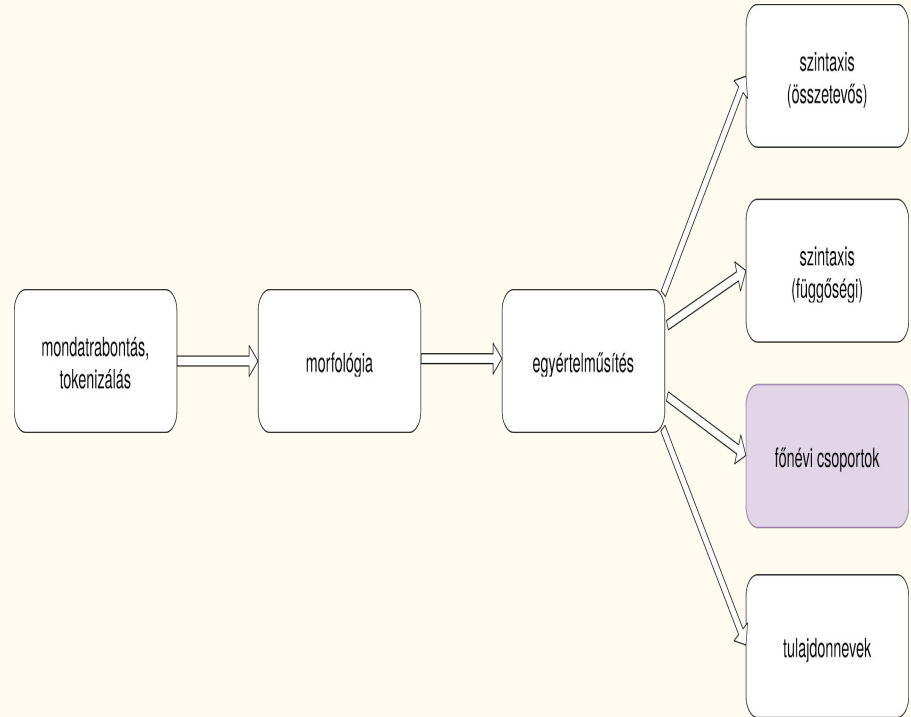 mondatrabontás,
tokenizálás
morfológia
egyértelműsítés
szintaxis
(összetevős)
szintaxis
(függőségi)
főnévi csoportok
tulajdonnevek